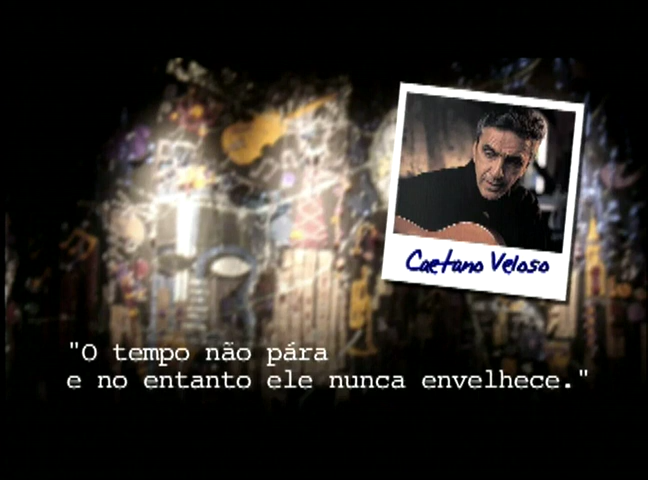 Caetano Veloso
"O tempo não pára
e no entanto ele nunca envelhece."